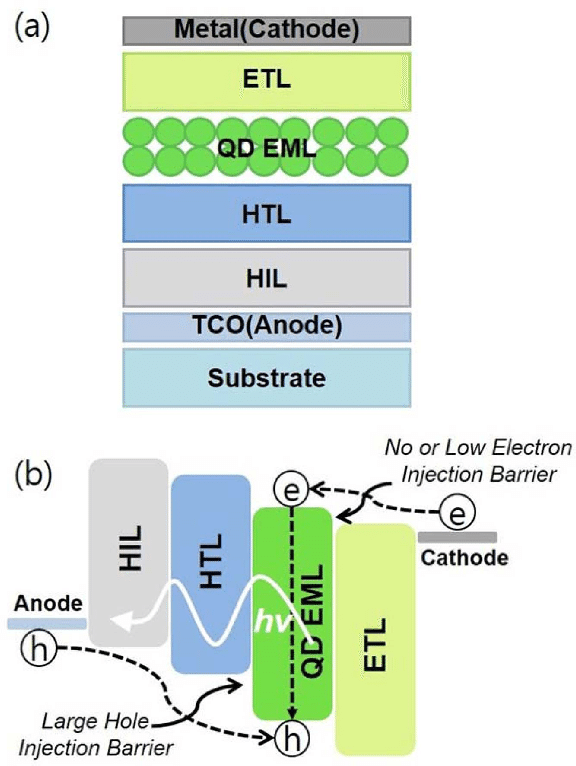 (a)
Metal(Cathode)
ETL
QD EML
HTL
HIL
TCO(Anode)
Substrate
(b)
No or Low Electron
Injection Barrier
e
e
HIL
HTL
QD EML
ETL
Cathode
Anode
hν
h
h
Large Hole
Injection Barrier